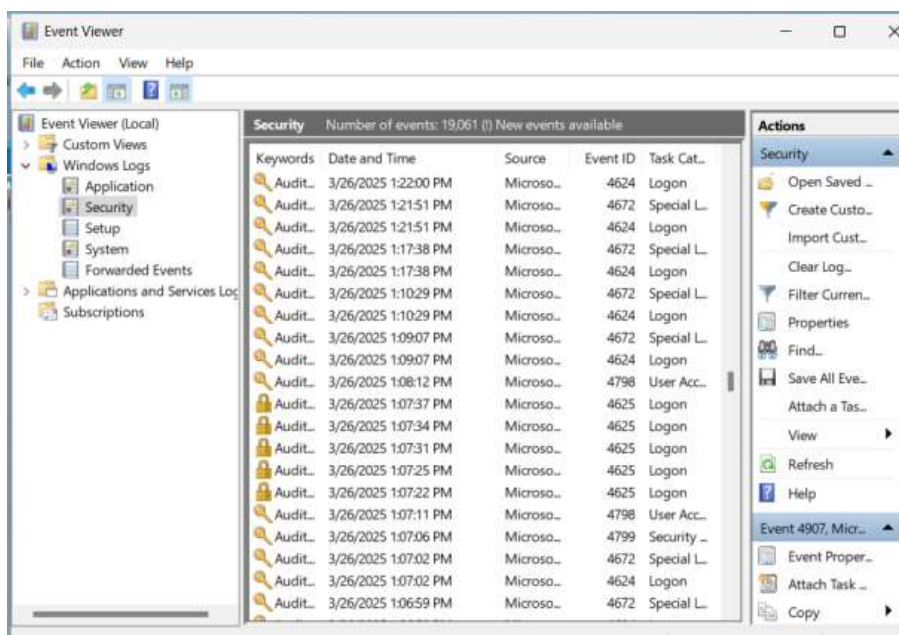 Event Viewer
File Action View Help
Event Viewer (Local)
Custom Views
Windows Logs
Application
Security
Setup
System
Forwarded Events
Applications and Services Log
Subscriptions
Security Number of events: 19,061 (!) New events available
Keywords Date and Time Source Event ID Task Cat...
Audit... 3/26/2025 1:22:00 PM Microso... 4624 Logon
Audit... 3/26/2025 1:21:51 PM Microso... 4672 Special L...
Audit... 3/26/2025 1:21:51 PM Microso... 4624 Logon
Audit... 3/26/2025 1:17:38 PM Microso... 4672 Special L...
Audit... 3/26/2025 1:17:38 PM Microso... 4624 Logon
Audit... 3/26/2025 1:10:29 PM Microso... 4672 Special L...
Audit... 3/26/2025 1:10:29 PM Microso... 4624 Logon
Audit... 3/26/2025 1:09:07 PM Microso... 4672 Special L...
Audit... 3/26/2025 1:09:07 PM Microso... 4624 Logon
Audit... 3/26/2025 1:08:12 PM Microso... 4798 User Acc...
Audit... 3/26/2025 1:07:37 PM Microso... 4625 Logon
Audit... 3/26/2025 1:07:34 PM Microso... 4625 Logon
Audit... 3/26/2025 1:07:31 PM Microso... 4625 Logon
Audit... 3/26/2025 1:07:25 PM Microso... 4625 Logon
Audit... 3/26/2025 1:07:22 PM Microso... 4625 Logon
Audit... 3/26/2025 1:07:11 PM Microso... 4798 User Acc...
Audit... 3/26/2025 1:07:06 PM Microso... 4799 Security ...
Audit... 3/26/2025 1:07:02 PM Microso... 4672 Special L...
Audit... 3/26/2025 1:07:02 PM Microso... 4624 Logon
Audit... 3/26/2025 1:06:59 PM Microso... 4672 Special L...
Actions
Security
Open Saved ...
Create Custo...
Import Cust...
Clear Log...
Filter Curren...
Properties
Find...
Save All Eve...
Attach a Tas...
View
Refresh
Help
Event 4907, Micr...
Event Proper...
Attach Task ...
Copy